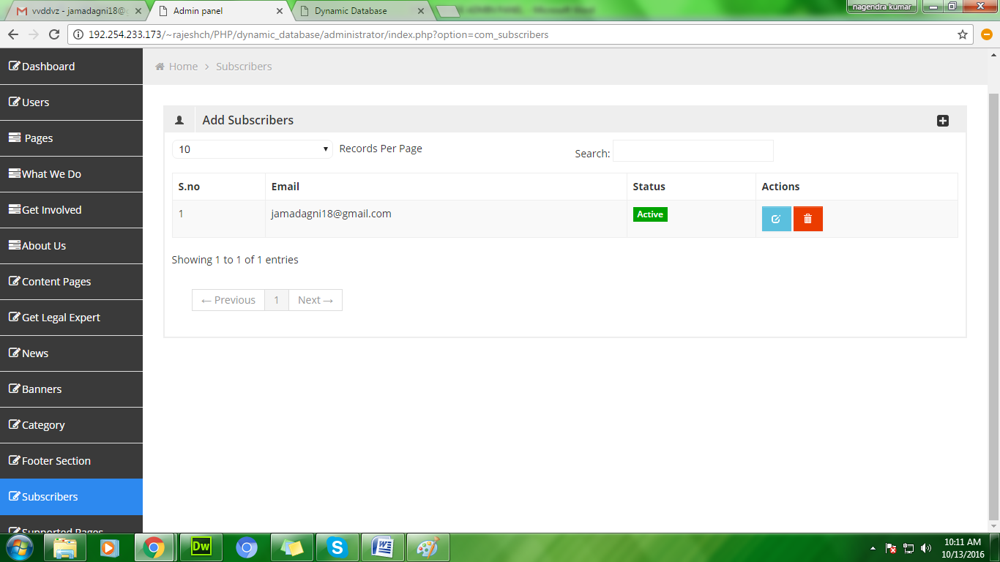 vvddvz - jamadagni18@g
Admin panel
Dynamic Database
nagendra kumar
192.254.233.173/~rajeshch/PHP/dynamic_database/administrator/index.php?option=com_subscribers
Dashboard
Users
Pages
What We Do
Get Involved
About Us
Content Pages
Get Legal Expert
News
Banners
Category
Footer Section
Subscribers
Supported Pages
Home > Subscribers
Add Subscribers
10 Records Per Page
Search:
S.no Email Status Actions
1 jamadagni18@gmail.com Active
Showing 1 to 1 of 1 entries
← Previous 1 Next →
Dw
S
W
10:11 AM
10/13/2016